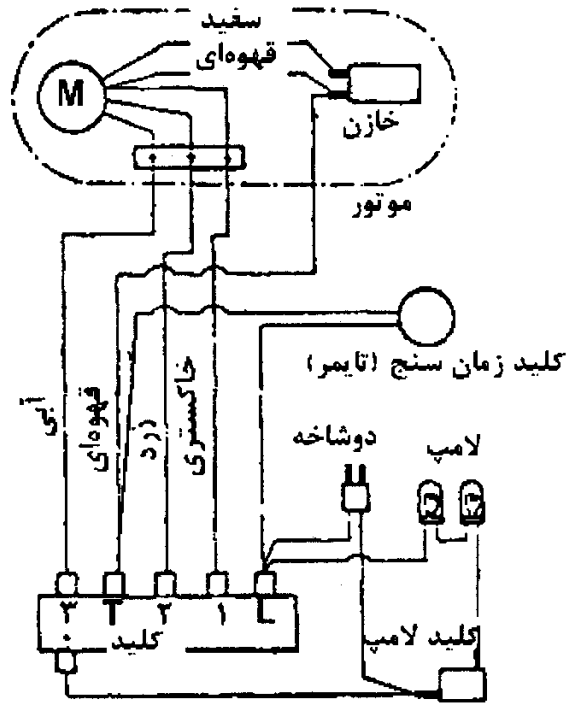 سفید
قهوه‌ای
M
خازن
موتور
کلید زمان سنج (تایمر)
آبی
قهوه‌ای
زرد
خاکستری
دوشاخه
لامپ
۳ T ۲ ۱ L
۰
کلید
کلید لامپ